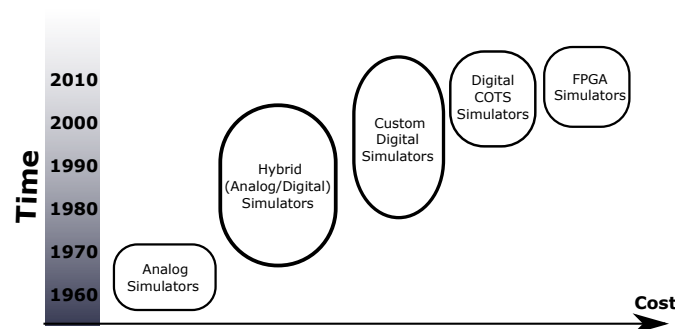 2010
2000
1990
1980
1970
1960
Time
Analog
Simulators
Hybrid
(Analog/Digital)
Simulators
Custom
Digital
Simulators
Digital
COTS
Simulators
FPGA
Simulators
Cost